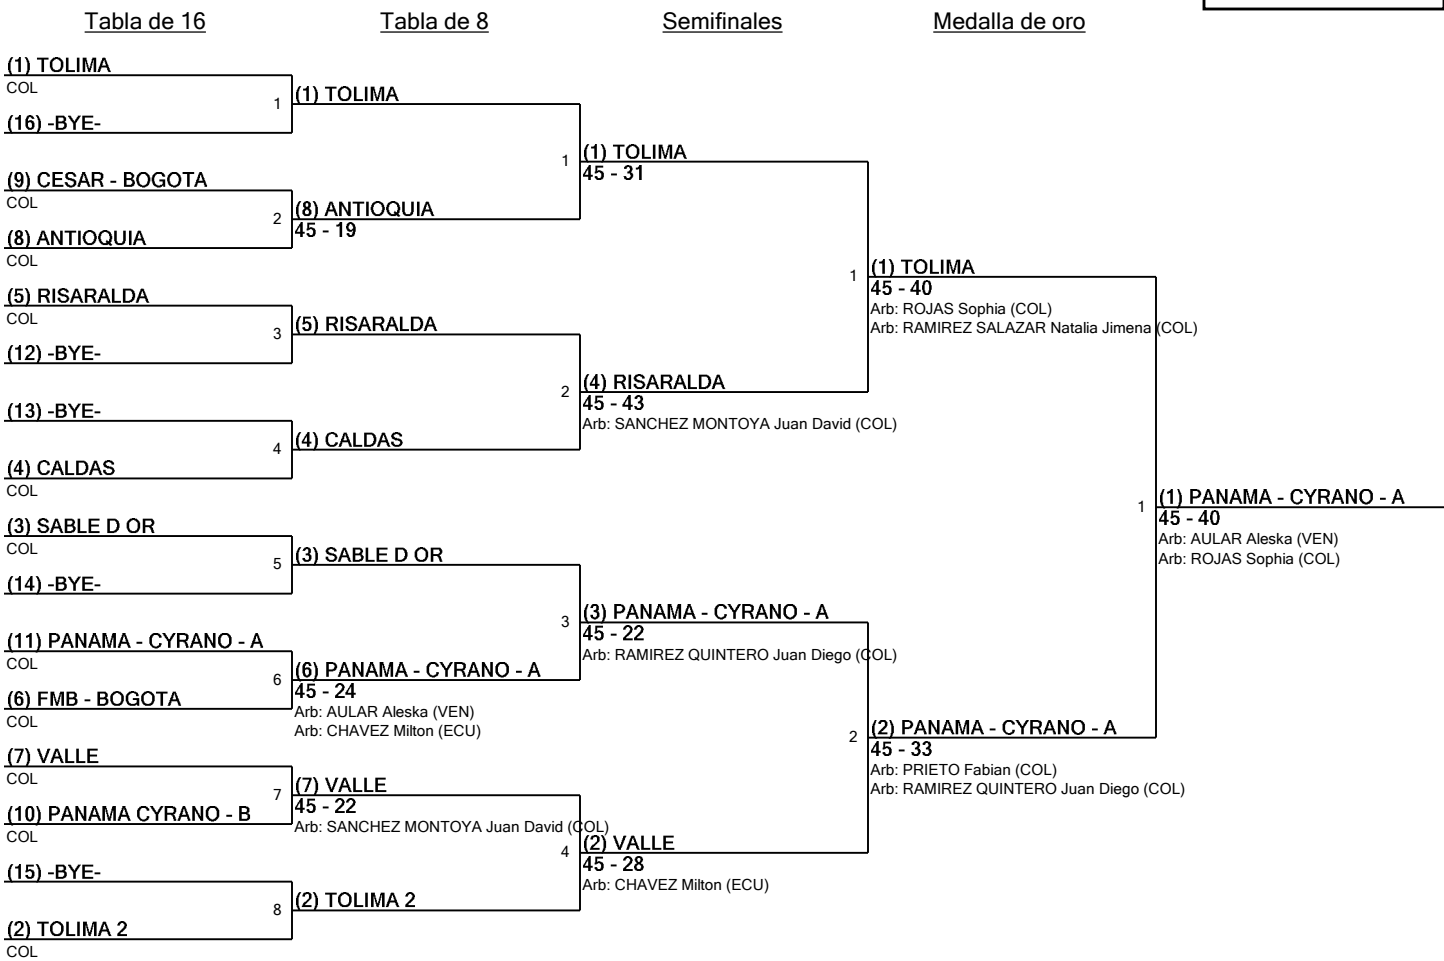 Tabla de 16
Tabla de 8
Semifinales
Medalla de oro
(1) TOLIMA
COL
(16) -BYE-
(9) CESAR - BOGOTA
COL
(8) ANTIOQUIA
COL
(5) RISARALDA
COL
(12) -BYE-
(13) -BYE-
(4) CALDAS
COL
(3) SABLE D OR
COL
(14) -BYE-
(11) PANAMA - CYRANO - A
COL
(6) FMB - BOGOTA
COL
(7) VALLE
COL
(10) PANAMA CYRANO - B
COL
(15) -BYE-
(2) TOLIMA 2
COL
1
(1) TOLIMA
2
(8) ANTIOQUIA
45 - 19
3
(5) RISARALDA
4
(4) CALDAS
5
(3) SABLE D OR
6
(6) PANAMA - CYRANO - A
45 - 24
Arb: AULAR Aleska (VEN)
Arb: CHAVEZ Milton (ECU)
7
(7) VALLE
45 - 22
Arb: SANCHEZ MONTOYA Juan David (COL)
8
(2) TOLIMA 2
1
(1) TOLIMA
45 - 31
2
(4) RISARALDA
45 - 43
Arb: SANCHEZ MONTOYA Juan David (COL)
3
(3) PANAMA - CYRANO - A
45 - 22
Arb: RAMIREZ QUINTERO Juan Diego (COL)
4
(2) VALLE
45 - 28
Arb: CHAVEZ Milton (ECU)
1
(1) TOLIMA
45 - 40
Arb: ROJAS Sophia (COL)
Arb: RAMIREZ SALAZAR Natalia Jimena (COL)
2
(2) PANAMA - CYRANO - A
45 - 33
Arb: PRIETO Fabian (COL)
Arb: RAMIREZ QUINTERO Juan Diego (COL)
1
(1) PANAMA - CYRANO - A
45 - 40
Arb: AULAR Aleska (VEN)
Arb: ROJAS Sophia (COL)